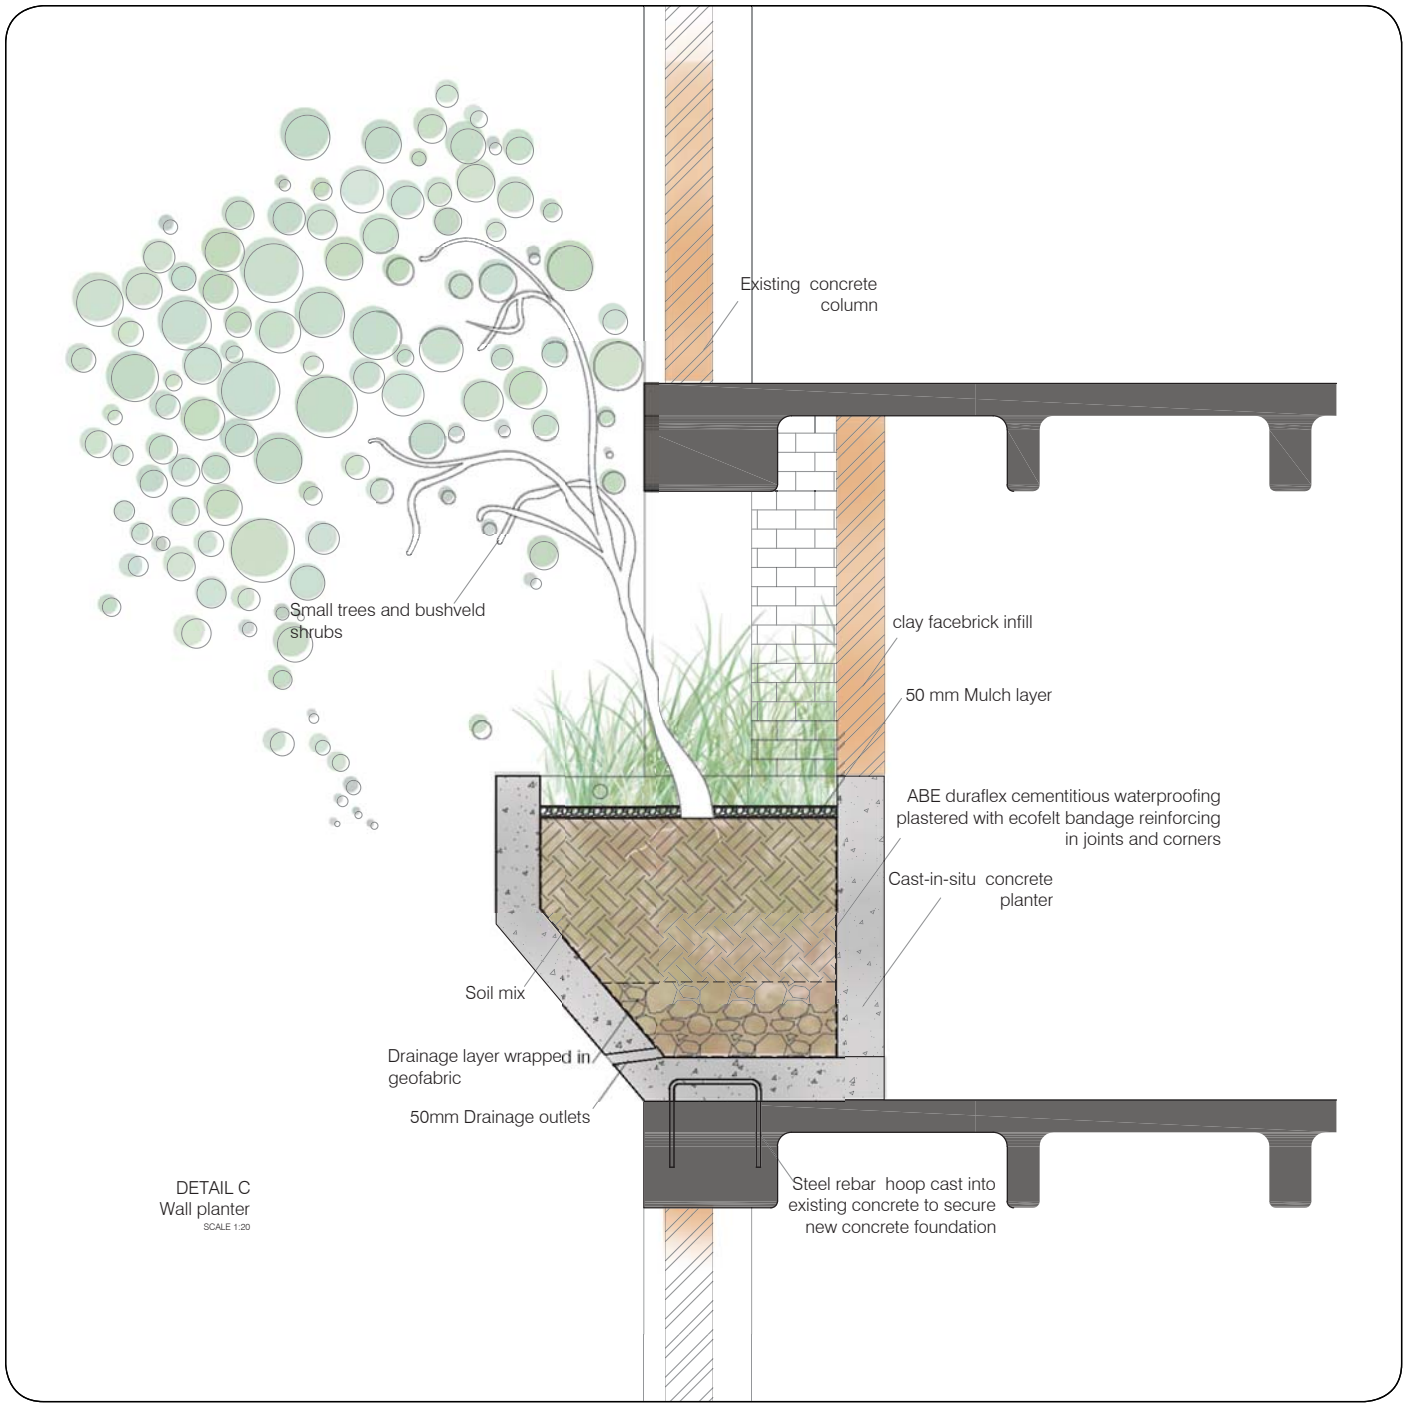 Existing concrete
column
Small trees and bushveld
shrubs
clay facebrick infill
50 mm Mulch layer
ABE duraflex cementitious waterproofing
plastered with ecofelt bandage reinforcing
in joints and corners
Cast-in-situ concrete
planter
Soil mix
Drainage layer wrapped in
geofabric
50mm Drainage outlets
Steel rebar hoop cast into
existing concrete to secure
new concrete foundation
DETAIL C
Wall planter
SCALE 1:20